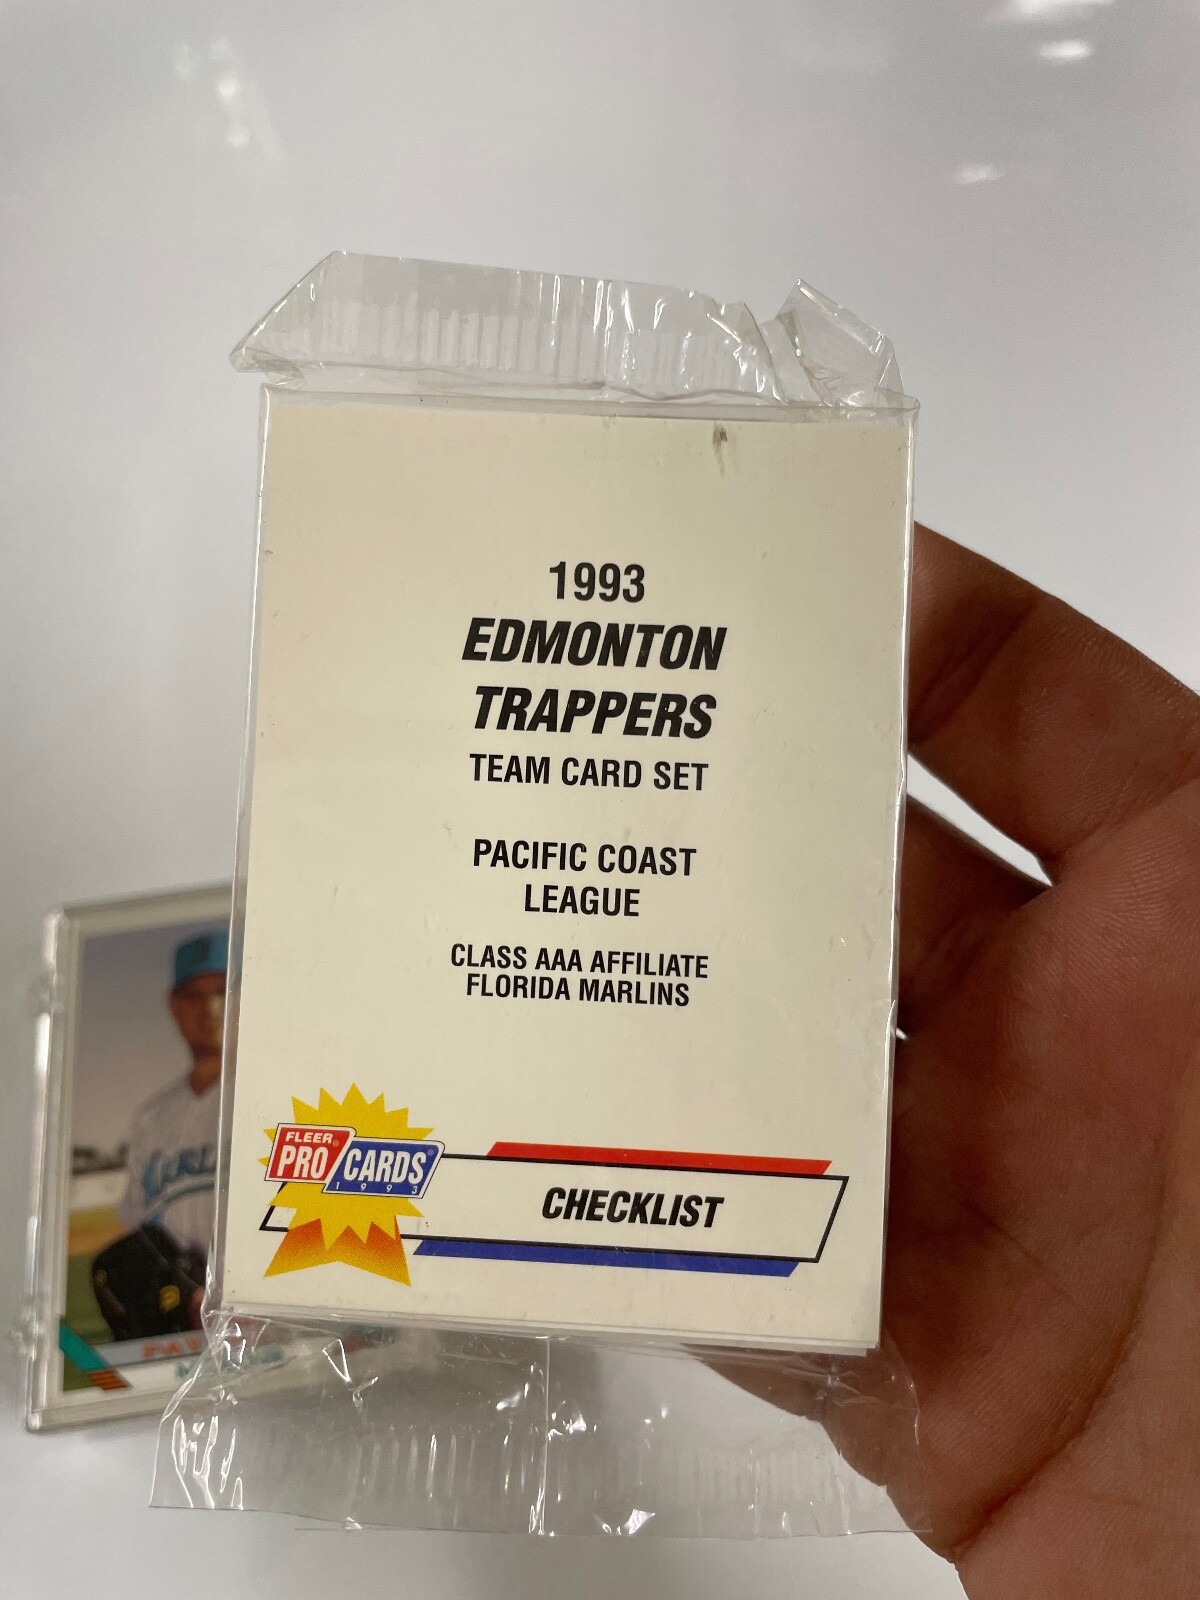 1993
EDMONTON
TRAPPERS
TEAM CARD SET
PACIFIC COAST
LEAGUE
CLASS AAA AFFILIATE
FLORIDA MARLINS
FLEER®
PRO CARDS®
1993
CHECKLIST